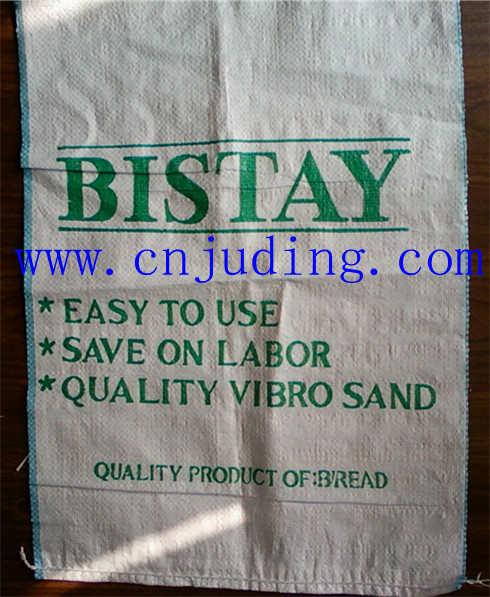 BISTAY
www.cnjuding.com
*EASY TO USE
*SAVE ON LABOR
*QUALITY VIBRO SAND
QUALITY PRODUCT OF:B'READ